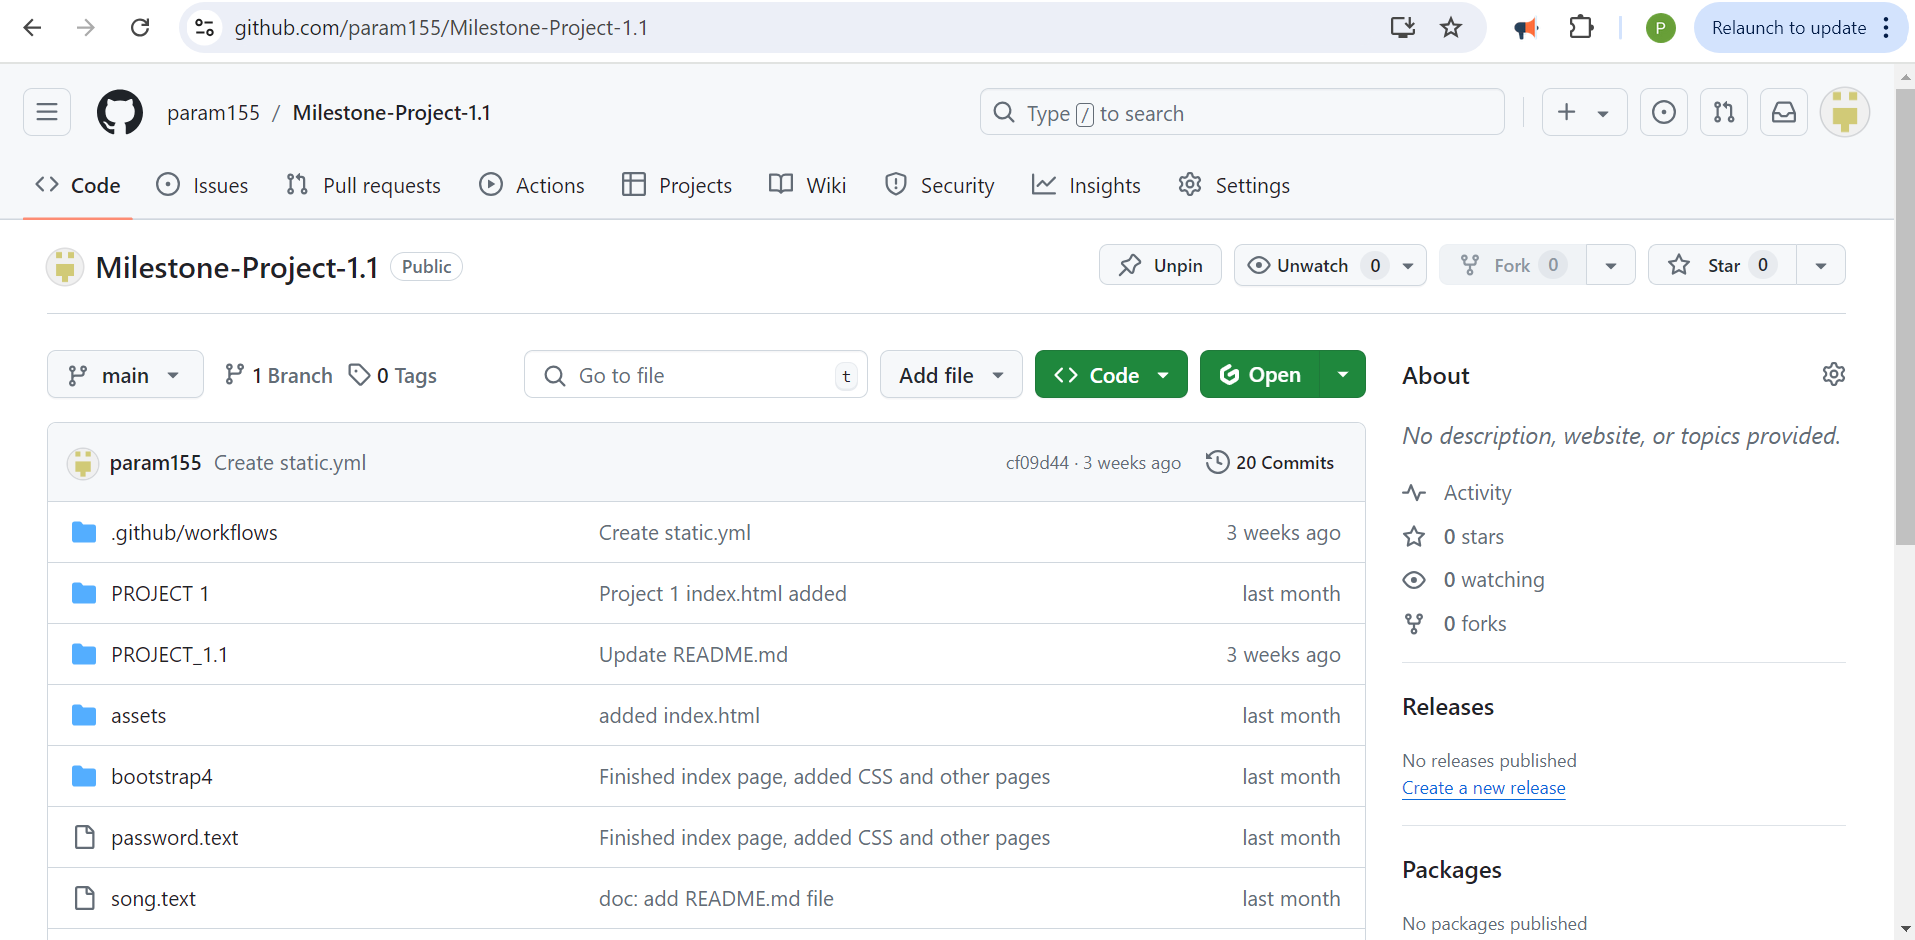 github.com/param155/Milestone-Project-1.1
P
Relaunch to update
param155 / Milestone-Project-1.1
Type / to search
Code
Issues
Pull requests
Actions
Projects
Wiki
Security
Insights
Settings
Milestone-Project-1.1 Public
Unpin
Unwatch 0
Fork 0
Star 0
main
1 Branch
0 Tags
Go to file t
Add file
Code
Open
param155 Create static.yml cf09d44 · 3 weeks ago 20 Commits
.github/workflows Create static.yml 3 weeks ago
PROJECT 1 Project 1 index.html added last month
PROJECT_1.1 Update README.md 3 weeks ago
assets added index.html last month
bootstrap4 Finished index page, added CSS and other pages last month
password.text Finished index page, added CSS and other pages last month
song.text doc: add README.md file last month
About
No description, website, or topics provided.
Activity
0 stars
0 watching
0 forks
Releases
No releases published
Create a new release
Packages
No packages published